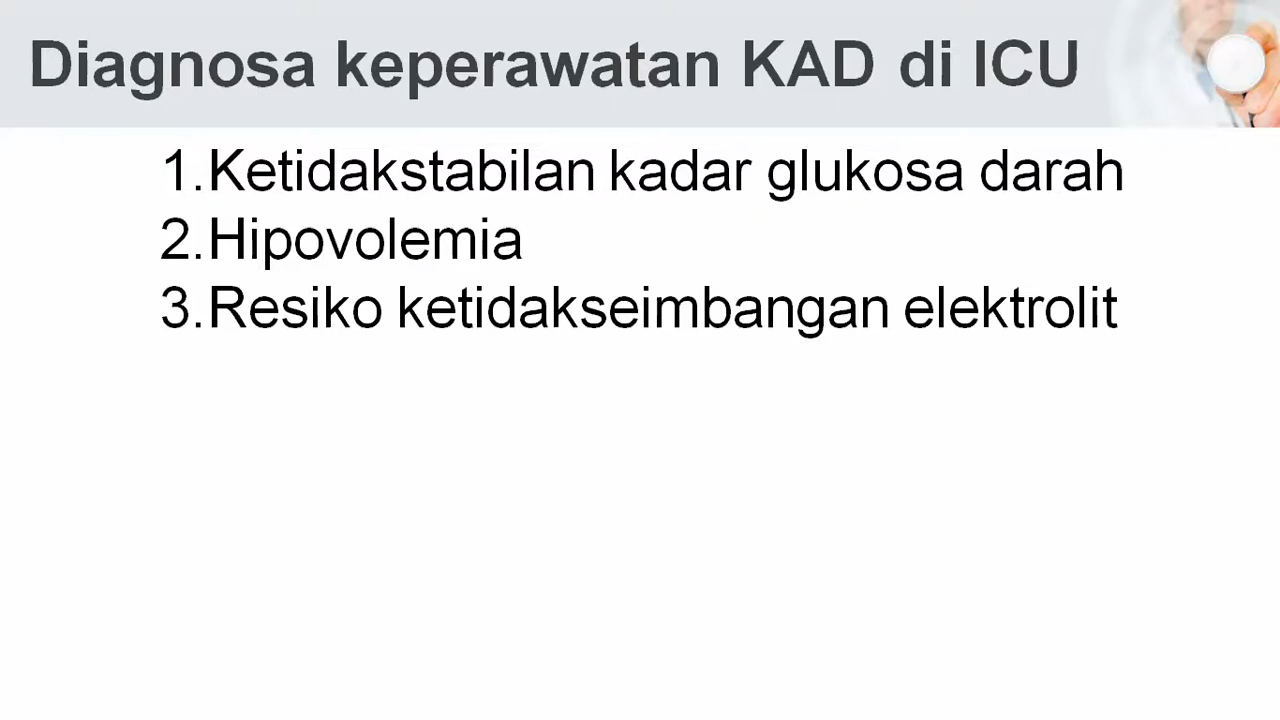 Diagnosa keperawatan KAD di ICU
1.Ketidakstabilan kadar glukosa darah
2.Hipovolemia
3.Resiko ketidakseimbangan elektrolit